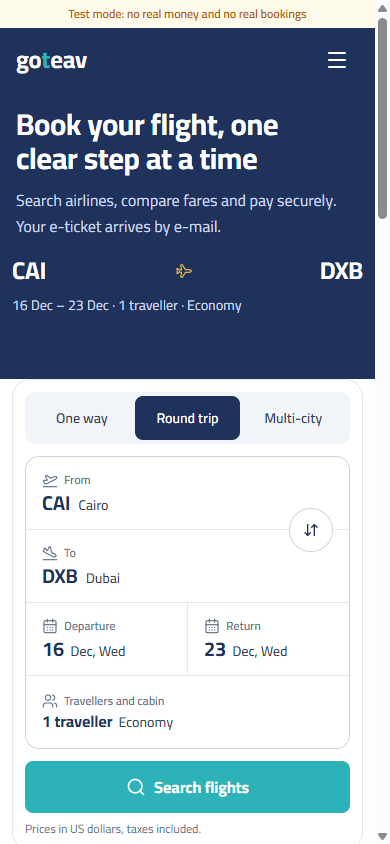 Test mode: no real money and no real bookings
goteav
Book your flight, one
clear step at a time
Search airlines, compare fares and pay securely.
Your e-ticket arrives by e-mail.
CAI DXB
16 Dec – 23 Dec · 1 traveller · Economy
One way Round trip Multi-city
From
CAI Cairo
To
DXB Dubai
Departure Return
16 Dec, Wed 23 Dec, Wed
Travellers and cabin
1 traveller Economy
Search flights
Prices in US dollars, taxes included.